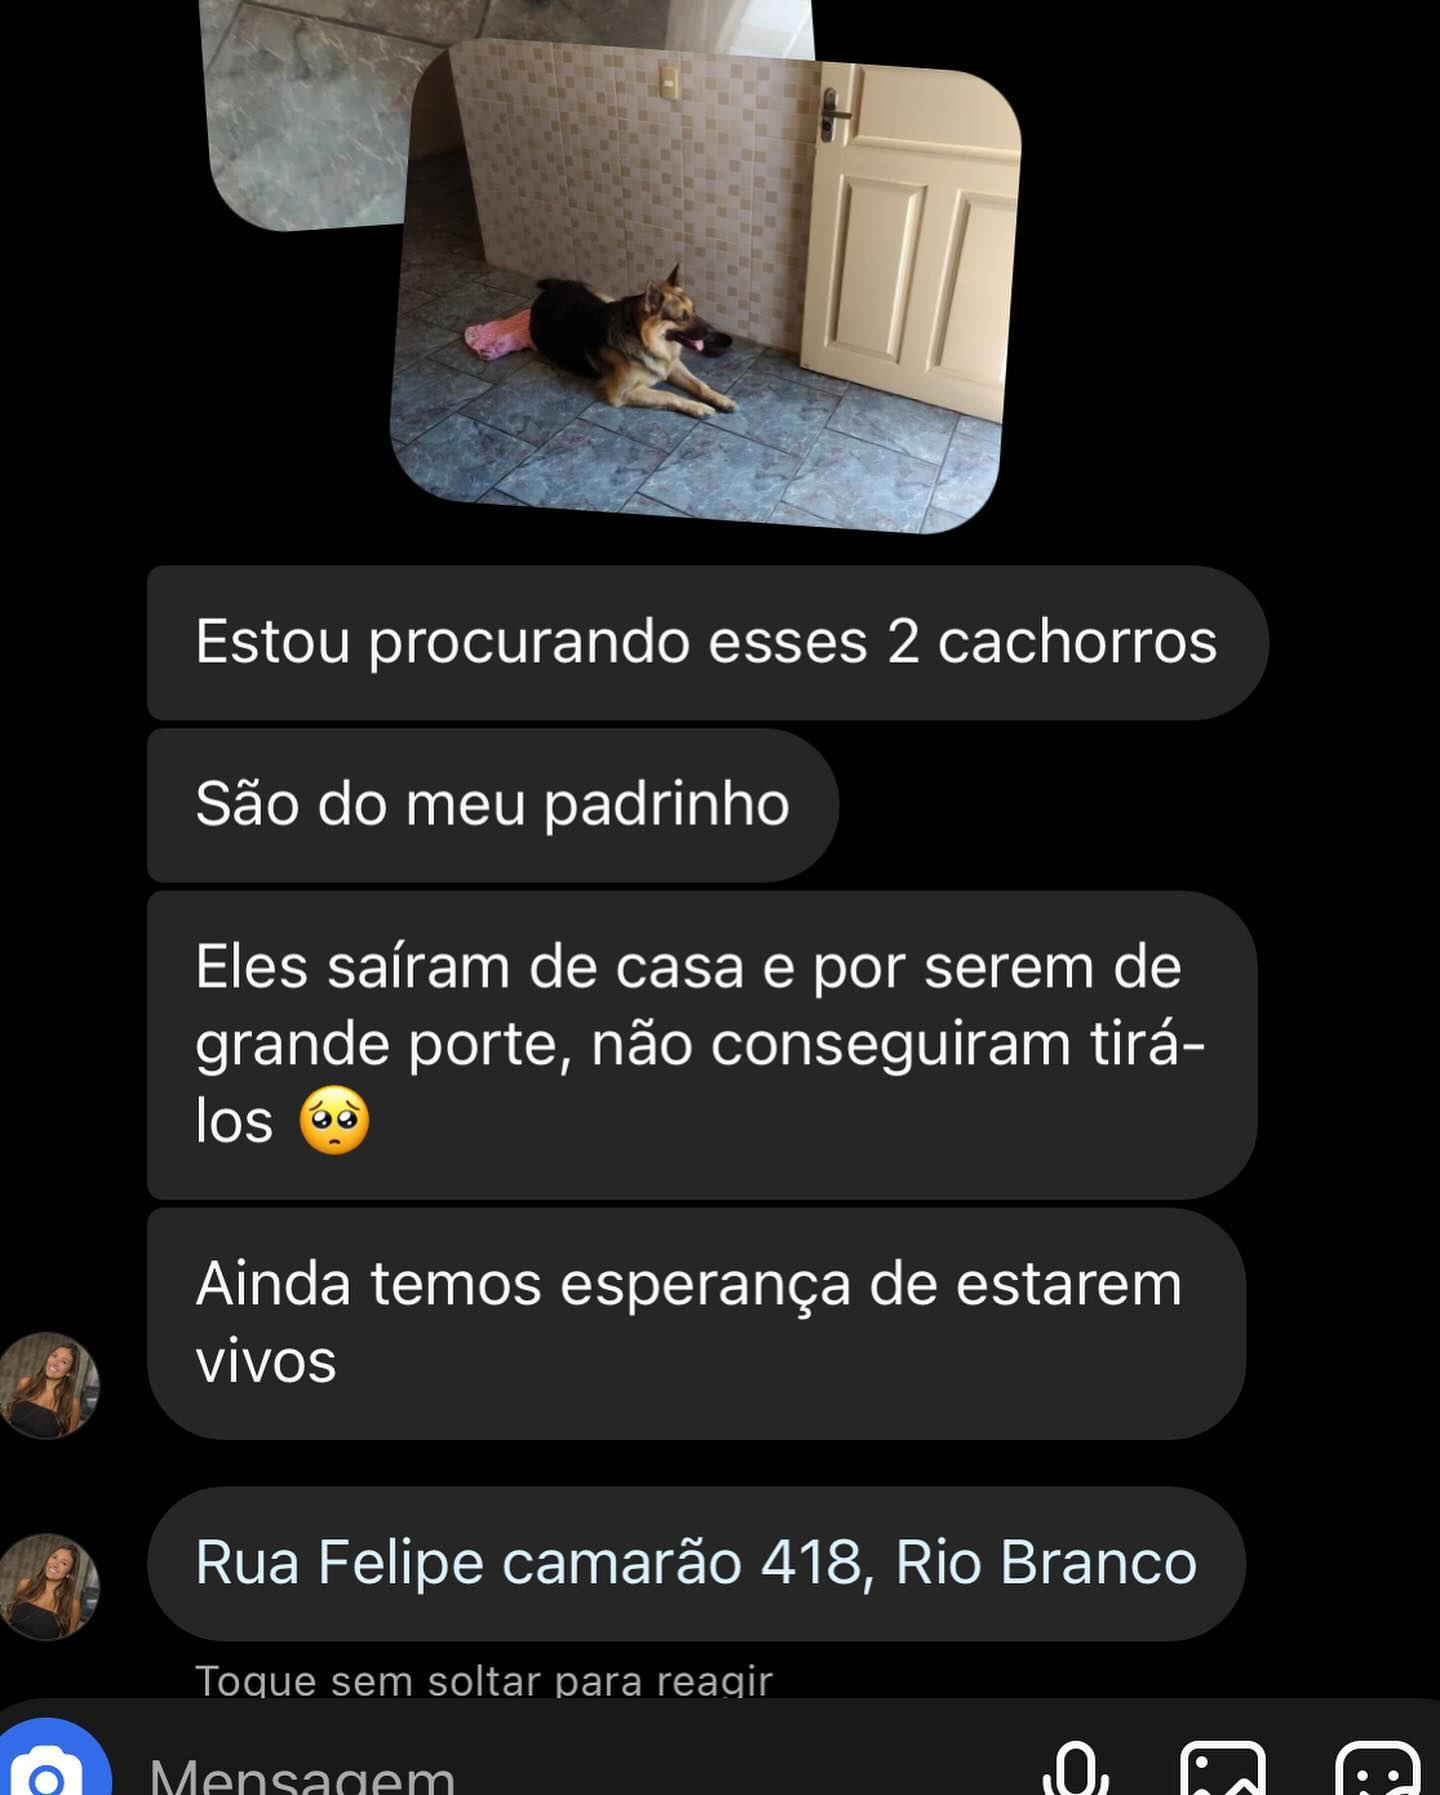 Estou procurando esses 2 cachorros
São do meu padrinho
Eles saíram de casa e por serem de
grande porte, não conseguiram tirá-
los 🥺
Ainda temos esperança de estarem
vivos
Rua Felipe camarão 418, Rio Branco
Toque sem soltar para reagir
Mensagem